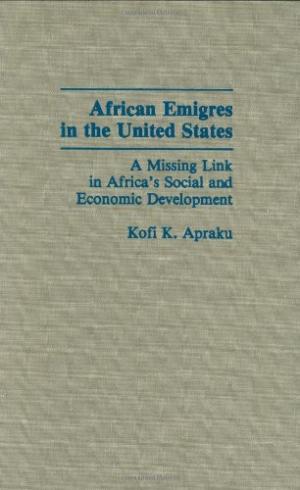 African Emigres
in the United States
A Missing Link
in Africa's Social and
Economic Development
Kofi K. Apraku